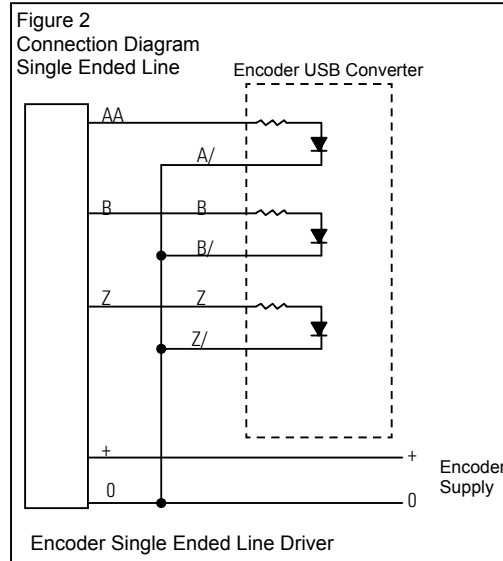 Figure 2
Connection Diagram
Single Ended Line
Encoder USB Converter
AA
A/
B B
B/
Z Z
Z/
+ +
Encoder
Supply
0 0
Encoder Single Ended Line Driver